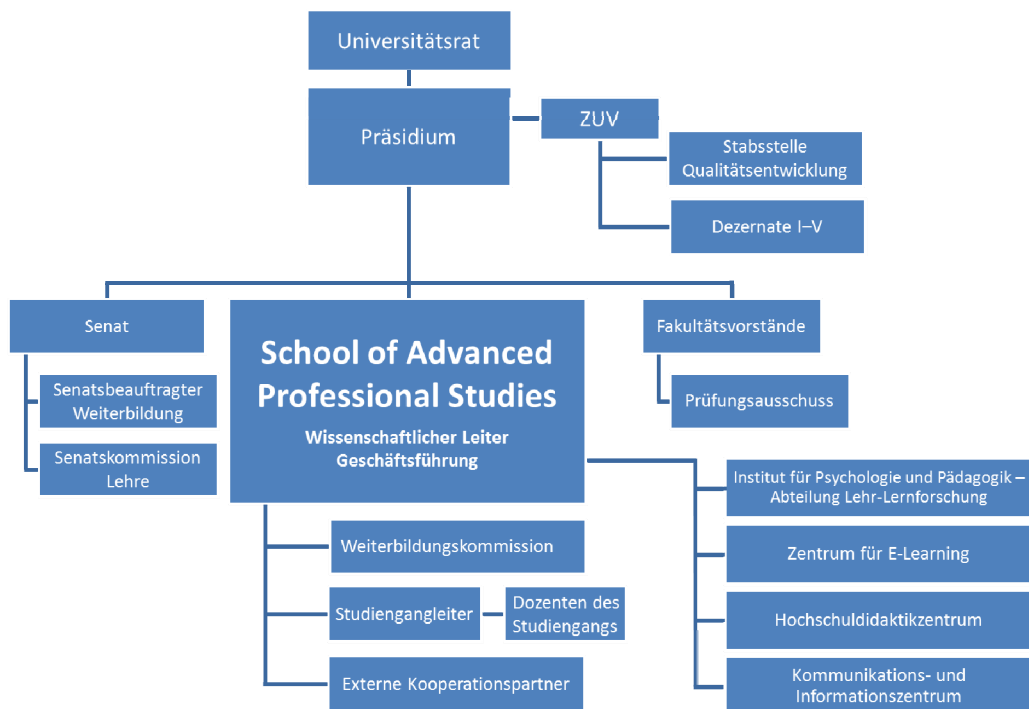 Universitätsrat
Präsidium
ZUV
Stabsstelle
Qualitätsentwicklung
Dezernate I–V
Senat
Senatsbeauftragter
Weiterbildung
Senatskommission
Lehre
School of Advanced
Professional Studies
Wissenschaftlicher Leiter
Geschäftsführung
Fakultätsvorstände
Prüfungsausschuss
Weiterbildungskommission
Studiengangleiter
Dozenten des
Studiengangs
Externe Kooperationspartner
Institut für Psychologie und Pädagogik –
Abteilung Lehr-Lernforschung
Zentrum für E-Learning
Hochschuldidaktikzentrum
Kommunikations- und
Informationszentrum